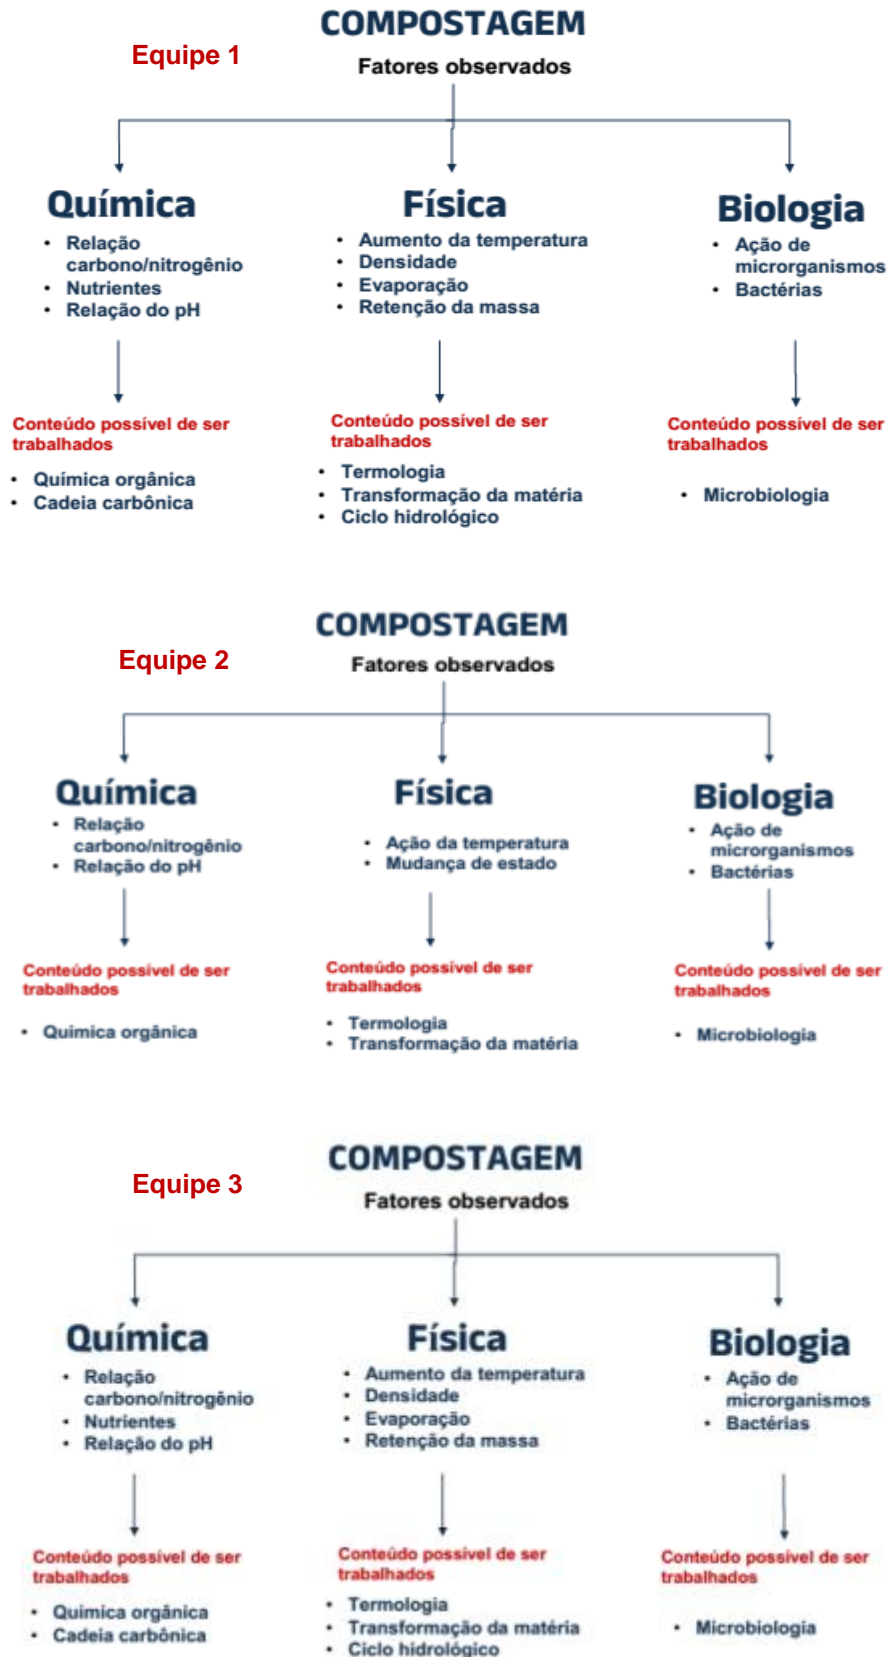 COMPOSTAGEM
Equipe 1
Fatores observados
Química
• Relação
carbono/nitrogênio
• Nutrientes
• Relação do pH
Física
• Aumento da temperatura
• Densidade
• Evaporação
• Retenção da massa
Biologia
• Ação de
microrganismos
• Bactérias
Conteúdo possível de ser
trabalhados
• Química orgânica
• Cadeia carbônica
Conteúdo possível de ser
trabalhados
• Termologia
• Transformação da matéria
• Ciclo hidrológico
Conteúdo possível de ser
trabalhados
• Microbiologia
COMPOSTAGEM
Equipe 2
Fatores observados
Química
• Relação
carbono/nitrogênio
• Relação do pH
Física
• Ação da temperatura
• Mudança de estado
Biologia
• Ação de
microrganismos
• Bactérias
Conteúdo possível de ser
trabalhados
• Química orgânica
Conteúdo possível de ser
trabalhados
• Termologia
• Transformação da matéria
Conteúdo possível de ser
trabalhados
• Microbiologia
COMPOSTAGEM
Equipe 3
Fatores observados
Química
• Relação
carbono/nitrogênio
• Nutrientes
• Relação do pH
Física
• Aumento da temperatura
• Densidade
• Evaporação
• Retenção da massa
Biologia
• Ação de
microrganismos
• Bactérias
Conteúdo possível de ser
trabalhados
• Química orgânica
• Cadeia carbônica
Conteúdo possível de ser
trabalhados
• Termologia
• Transformação da matéria
• Ciclo hidrológico
Conteúdo possível de ser
trabalhados
• Microbiologia